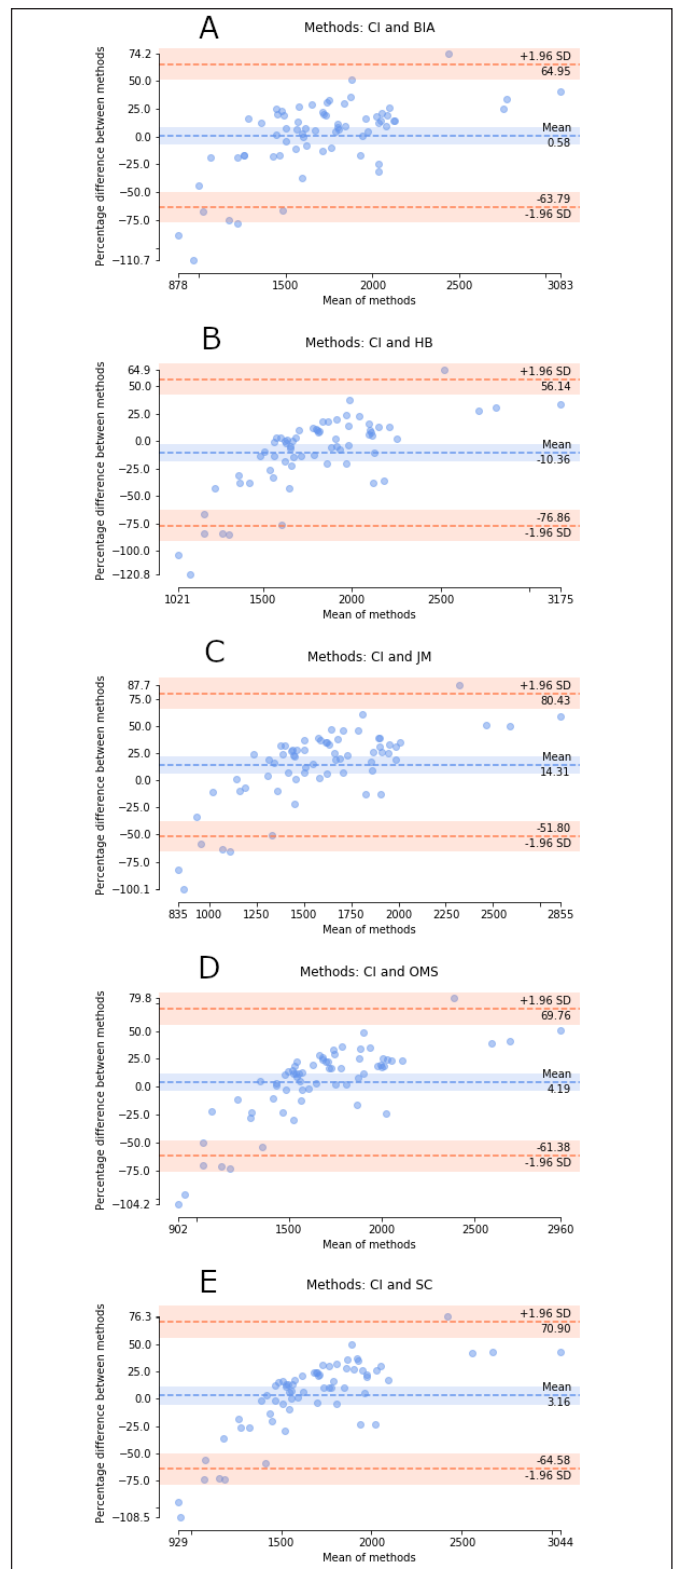 A
Methods: CI and BIA
Percentage difference between methods
74.2
50.0
25.0
0.0
−25.0
−50.0
−75.0
−110.7
+1.96 SD
64.95
Mean
0.58
-63.79
-1.96 SD
878
1500
2000
2500
3083
Mean of methods
B
Methods: CI and HB
Percentage difference between methods
64.9
50.0
25.0
0.0
−25.0
−50.0
−75.0
−100.0
−120.8
+1.96 SD
56.14
Mean
-10.36
-76.86
-1.96 SD
1021
1500
2000
2500
3175
Mean of methods
C
Methods: CI and JM
Percentage difference between methods
87.7
75.0
50.0
25.0
0.0
−25.0
−50.0
−75.0
−100.1
+1.96 SD
80.43
Mean
14.31
-51.80
-1.96 SD
835
1000
1250
1500
1750
2000
2250
2500
2855
Mean of methods
D
Methods: CI and OMS
Percentage difference between methods
79.8
50.0
25.0
0.0
−25.0
−50.0
−75.0
−104.2
+1.96 SD
69.76
Mean
4.19
-61.38
-1.96 SD
902
1500
2000
2500
2960
Mean of methods
E
Methods: CI and SC
Percentage difference between methods
76.3
50.0
25.0
0.0
−25.0
−50.0
−75.0
−108.5
+1.96 SD
70.90
Mean
3.16
-64.58
-1.96 SD
929
1500
2000
2500
3044
Mean of methods